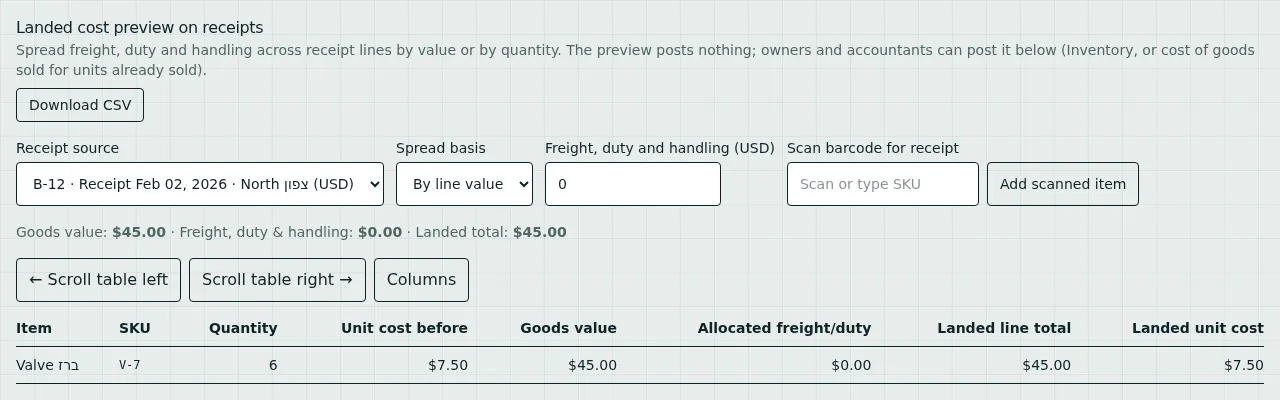 Landed cost preview on receipts
Spread freight, duty and handling across receipt lines by value or by quantity. The preview posts nothing; owners and accountants can post it below (Inventory, or cost of goods
sold for units already sold).
Download CSV
Receipt source Spread basis Freight, duty and handling (USD) Scan barcode for receipt
B-12 · Receipt Feb 02, 2026 · North צפון (USD) By line value 0 Scan or type SKU Add scanned item
Goods value: $45.00 · Freight, duty & handling: $0.00 · Landed total: $45.00
← Scroll table left Scroll table right → Columns
Item SKU Quantity Unit cost before Goods value Allocated freight/duty Landed line total Landed unit cost
Valve ברז V-7 6 $7.50 $45.00 $0.00 $45.00 $7.50